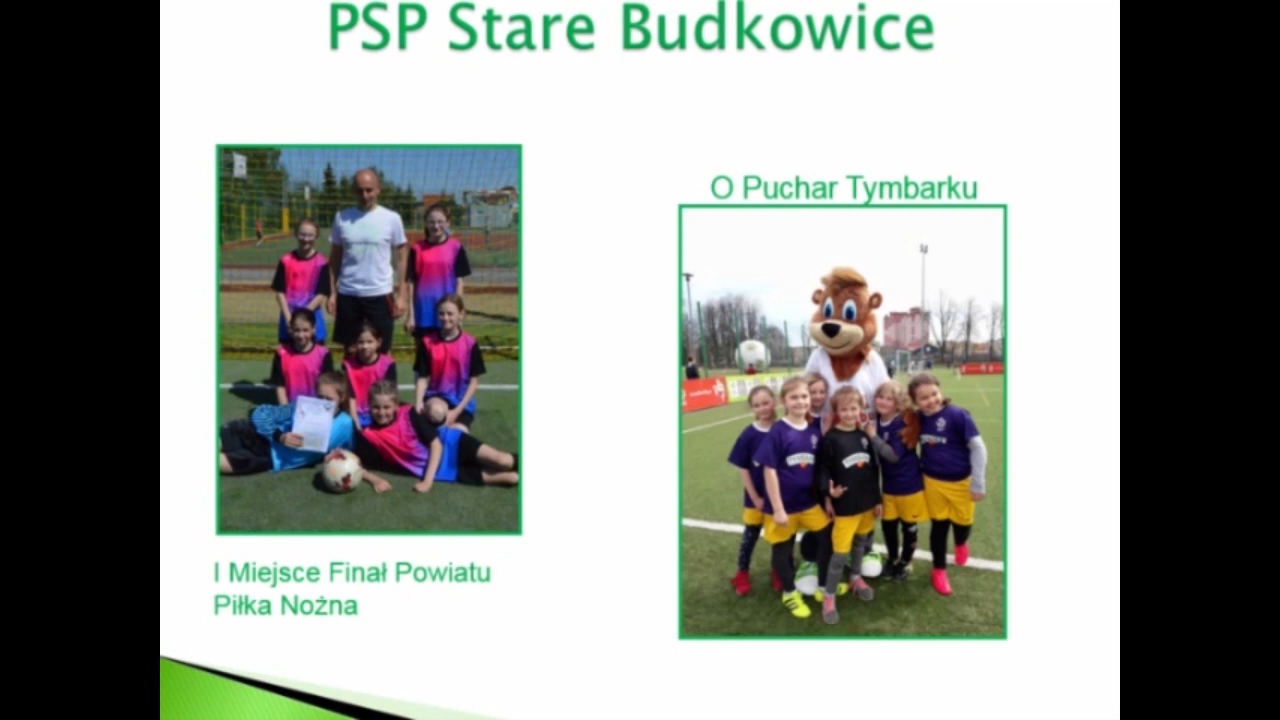 PSP Stare Budkowice
O Puchar Tymbarku
I Miejsce Finał Powiatu
Piłka Nożna